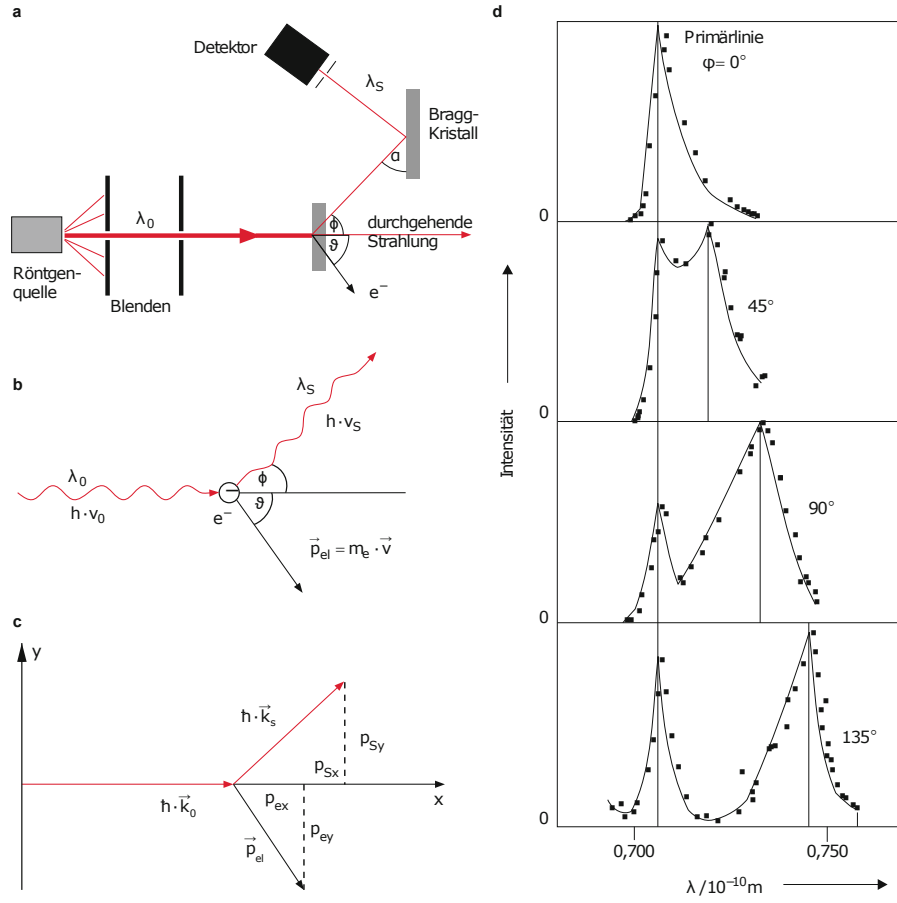 a
Detektor
λS
Bragg-
Kristall
α
λ0
ϕ
ϑ
durchgehende
Strahlung
e−
Röntgen-
quelle
Blenden
b
λS
h·νS
λ0
h·ν0
ϕ
ϑ
e−
p⃗el = me · v⃗
c
y
ħ·k⃗s
pSy
pSx
x
ħ·k⃗0
pex
pey
p⃗el
d
Primärlinie
φ= 0°
0
45°
0
90°
0
135°
0
Intensität
0,700
0,750
λ /10−10m